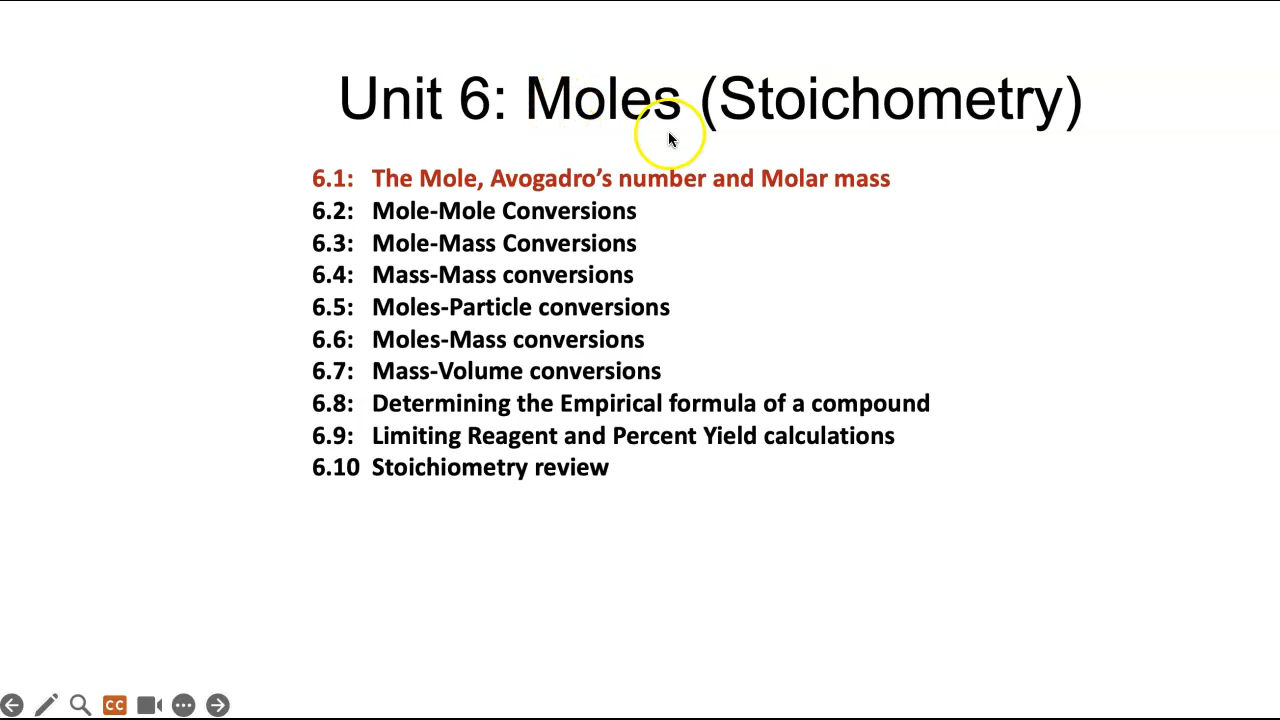 Unit 6: Moles (Stoichometry)
6.1: The Mole, Avogadro’s number and Molar mass
6.2: Mole-Mole Conversions
6.3: Mole-Mass Conversions
6.4: Mass-Mass conversions
6.5: Moles-Particle conversions
6.6: Moles-Mass conversions
6.7: Mass-Volume conversions
6.8: Determining the Empirical formula of a compound
6.9: Limiting Reagent and Percent Yield calculations
6.10 Stoichiometry review
CC